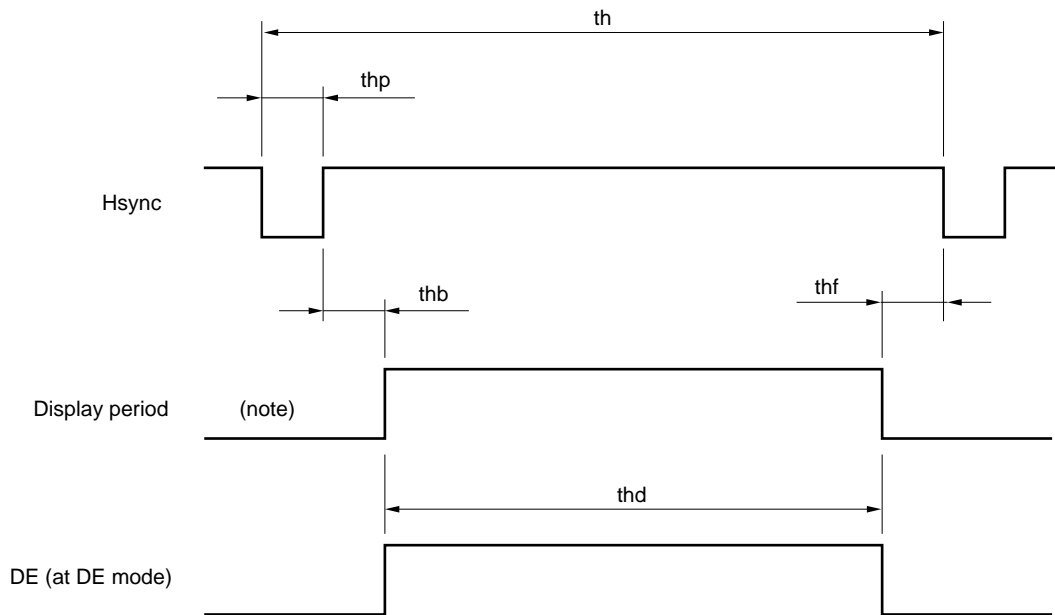 th
thp
Hsync
thb
thf
Display period (note)
thd
DE (at DE mode)